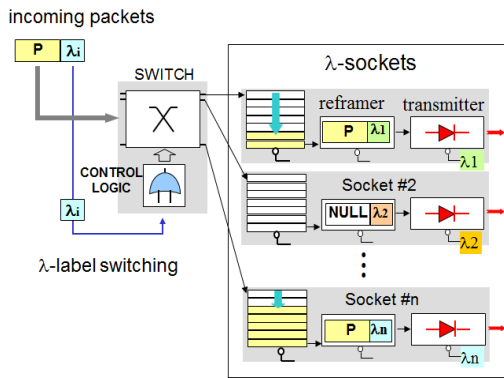 incoming packets
P λi
SWITCH
CONTROL
LOGIC
λi
λ-label switching
λ-sockets
reframer
transmitter
P λ1
λ1
Socket #2
NULL λ2
λ2
Socket #n
P λn
λn